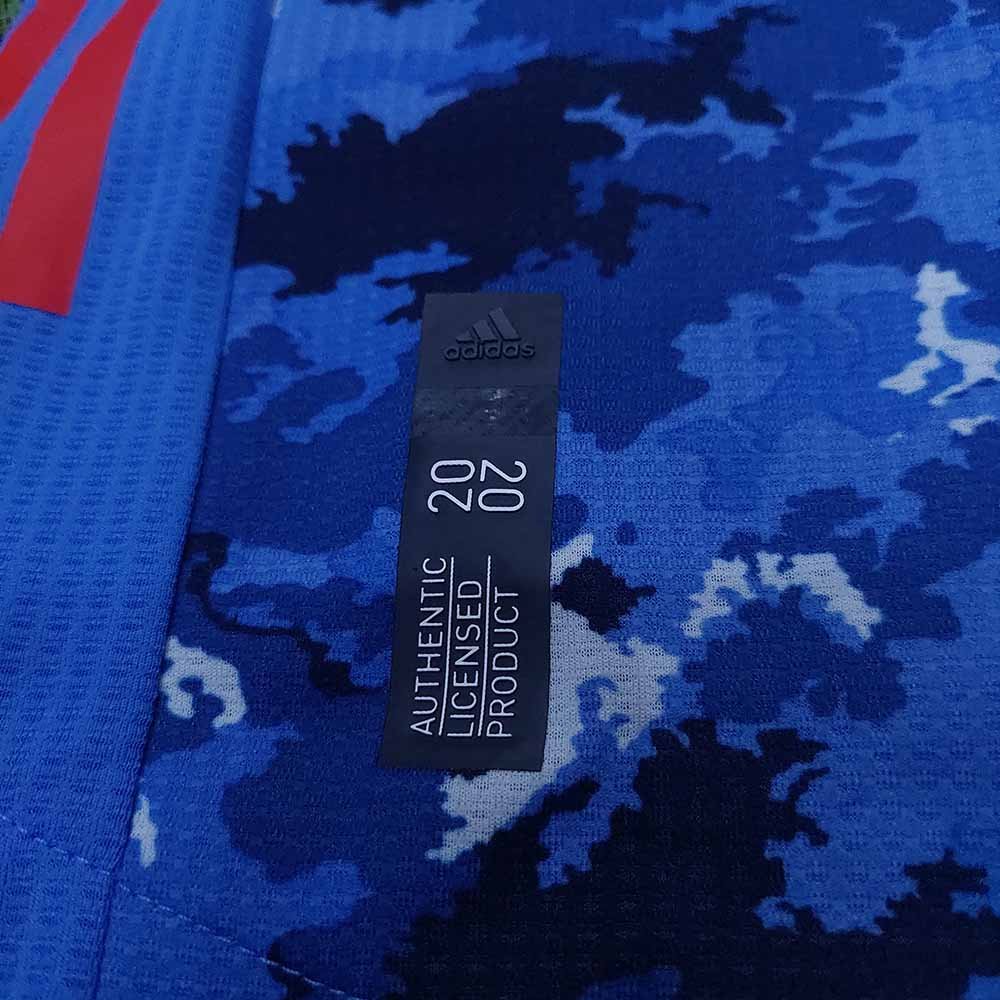 adidas
20
20
AUTHENTIC
LICENSED
PRODUCT